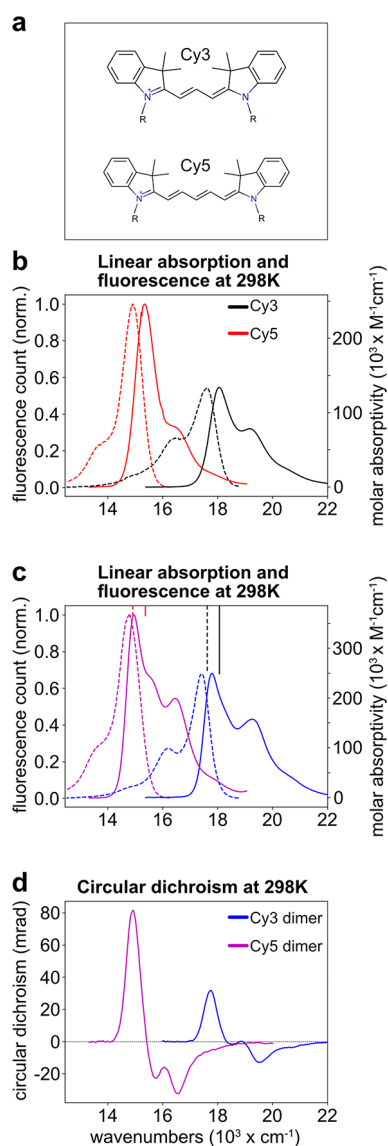 a
Cy3
N+
N
R
R
Cy5
N+
N
R
R
b
Linear absorption and
fluorescence at 298K
fluorescence count (norm.)
1.0
0.8
0.6
0.4
0.2
0.0
Cy3
Cy5
200
100
0
molar absorptivity (10³ x M⁻¹cm⁻¹)
14 16 18 20 22
c
Linear absorption and
fluorescence at 298K
fluorescence count (norm.)
1.0
0.8
0.6
0.4
0.2
0.0
300
200
100
0
molar absorptivity (10³ x M⁻¹cm⁻¹)
14 16 18 20 22
d
Circular dichroism at 298K
circular dichroism (mrad)
80
60
40
20
0
-20
Cy3 dimer
Cy5 dimer
14 16 18 20 22
wavenumbers (10³ x cm⁻¹)